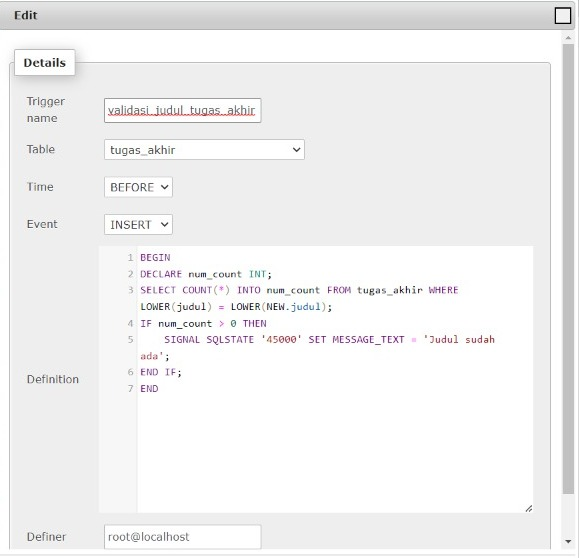 Edit
Details
Trigger
name
validasi_judul_tugas_akhir
Table
tugas_akhir
Time
BEFORE
Event
INSERT
Definition
1 BEGIN
2 DECLARE num_count INT;
3 SELECT COUNT(*) INTO num_count FROM tugas_akhir WHERE
LOWER(judul) = LOWER(NEW.judul);
4 IF num_count > 0 THEN
5 SIGNAL SQLSTATE '45000' SET MESSAGE_TEXT = 'Judul sudah
ada';
6 END IF;
7 END
Definer
root@localhost